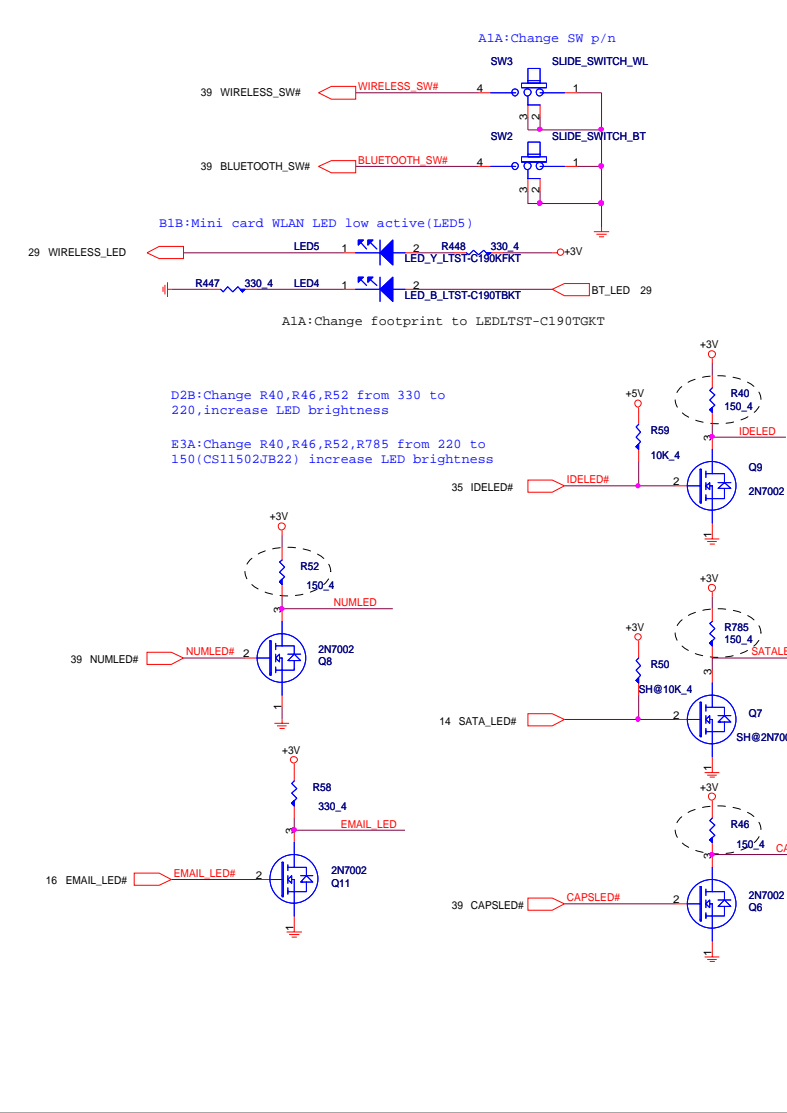 A1A:Change SW p/n
SW3 SLIDE_SWITCH_WL
39 WIRELESS_SW# WIRELESS_SW# 4 1
3 2
SW2 SLIDE_SWITCH_BT
39 BLUETOOTH_SW# BLUETOOTH_SW# 4 1
3 2
B1B:Mini card WLAN LED low active(LED5)
29 WIRELESS_LED LED5 1 2 R448 330_4 +3V
LED_Y_LTST-C190KFKT
R447 330_4 LED4 1 2 BT_LED 29
LED_B_LTST-C190TBKT
A1A:Change footprint to LEDLTST-C190TGKT
D2B:Change R40,R46,R52 from 330 to
220,increase LED brightness
E3A:Change R40,R46,R52,R785 from 220 to
150(CS11502JB22) increase LED brightness
+3V
R40
150_4
+5V
R59
10K_4
3 IDELED
35 IDELED# IDELED# 2
Q9
2N7002
1
+3V
R52
150_4
3 NUMLED
39 NUMLED# NUMLED# 2
2N7002
Q8
1
+3V
R785
150_4
+3V
R50
SH@10K_4
3
14 SATA_LED# 2
Q7
1
+3V
R58
330_4
3 EMAIL_LED
16 EMAIL_LED# EMAIL_LED# 2
2N7002
Q11
1
+3V
R46
150_4
3
39 CAPSLED# CAPSLED# 2
2N7002
Q6
1